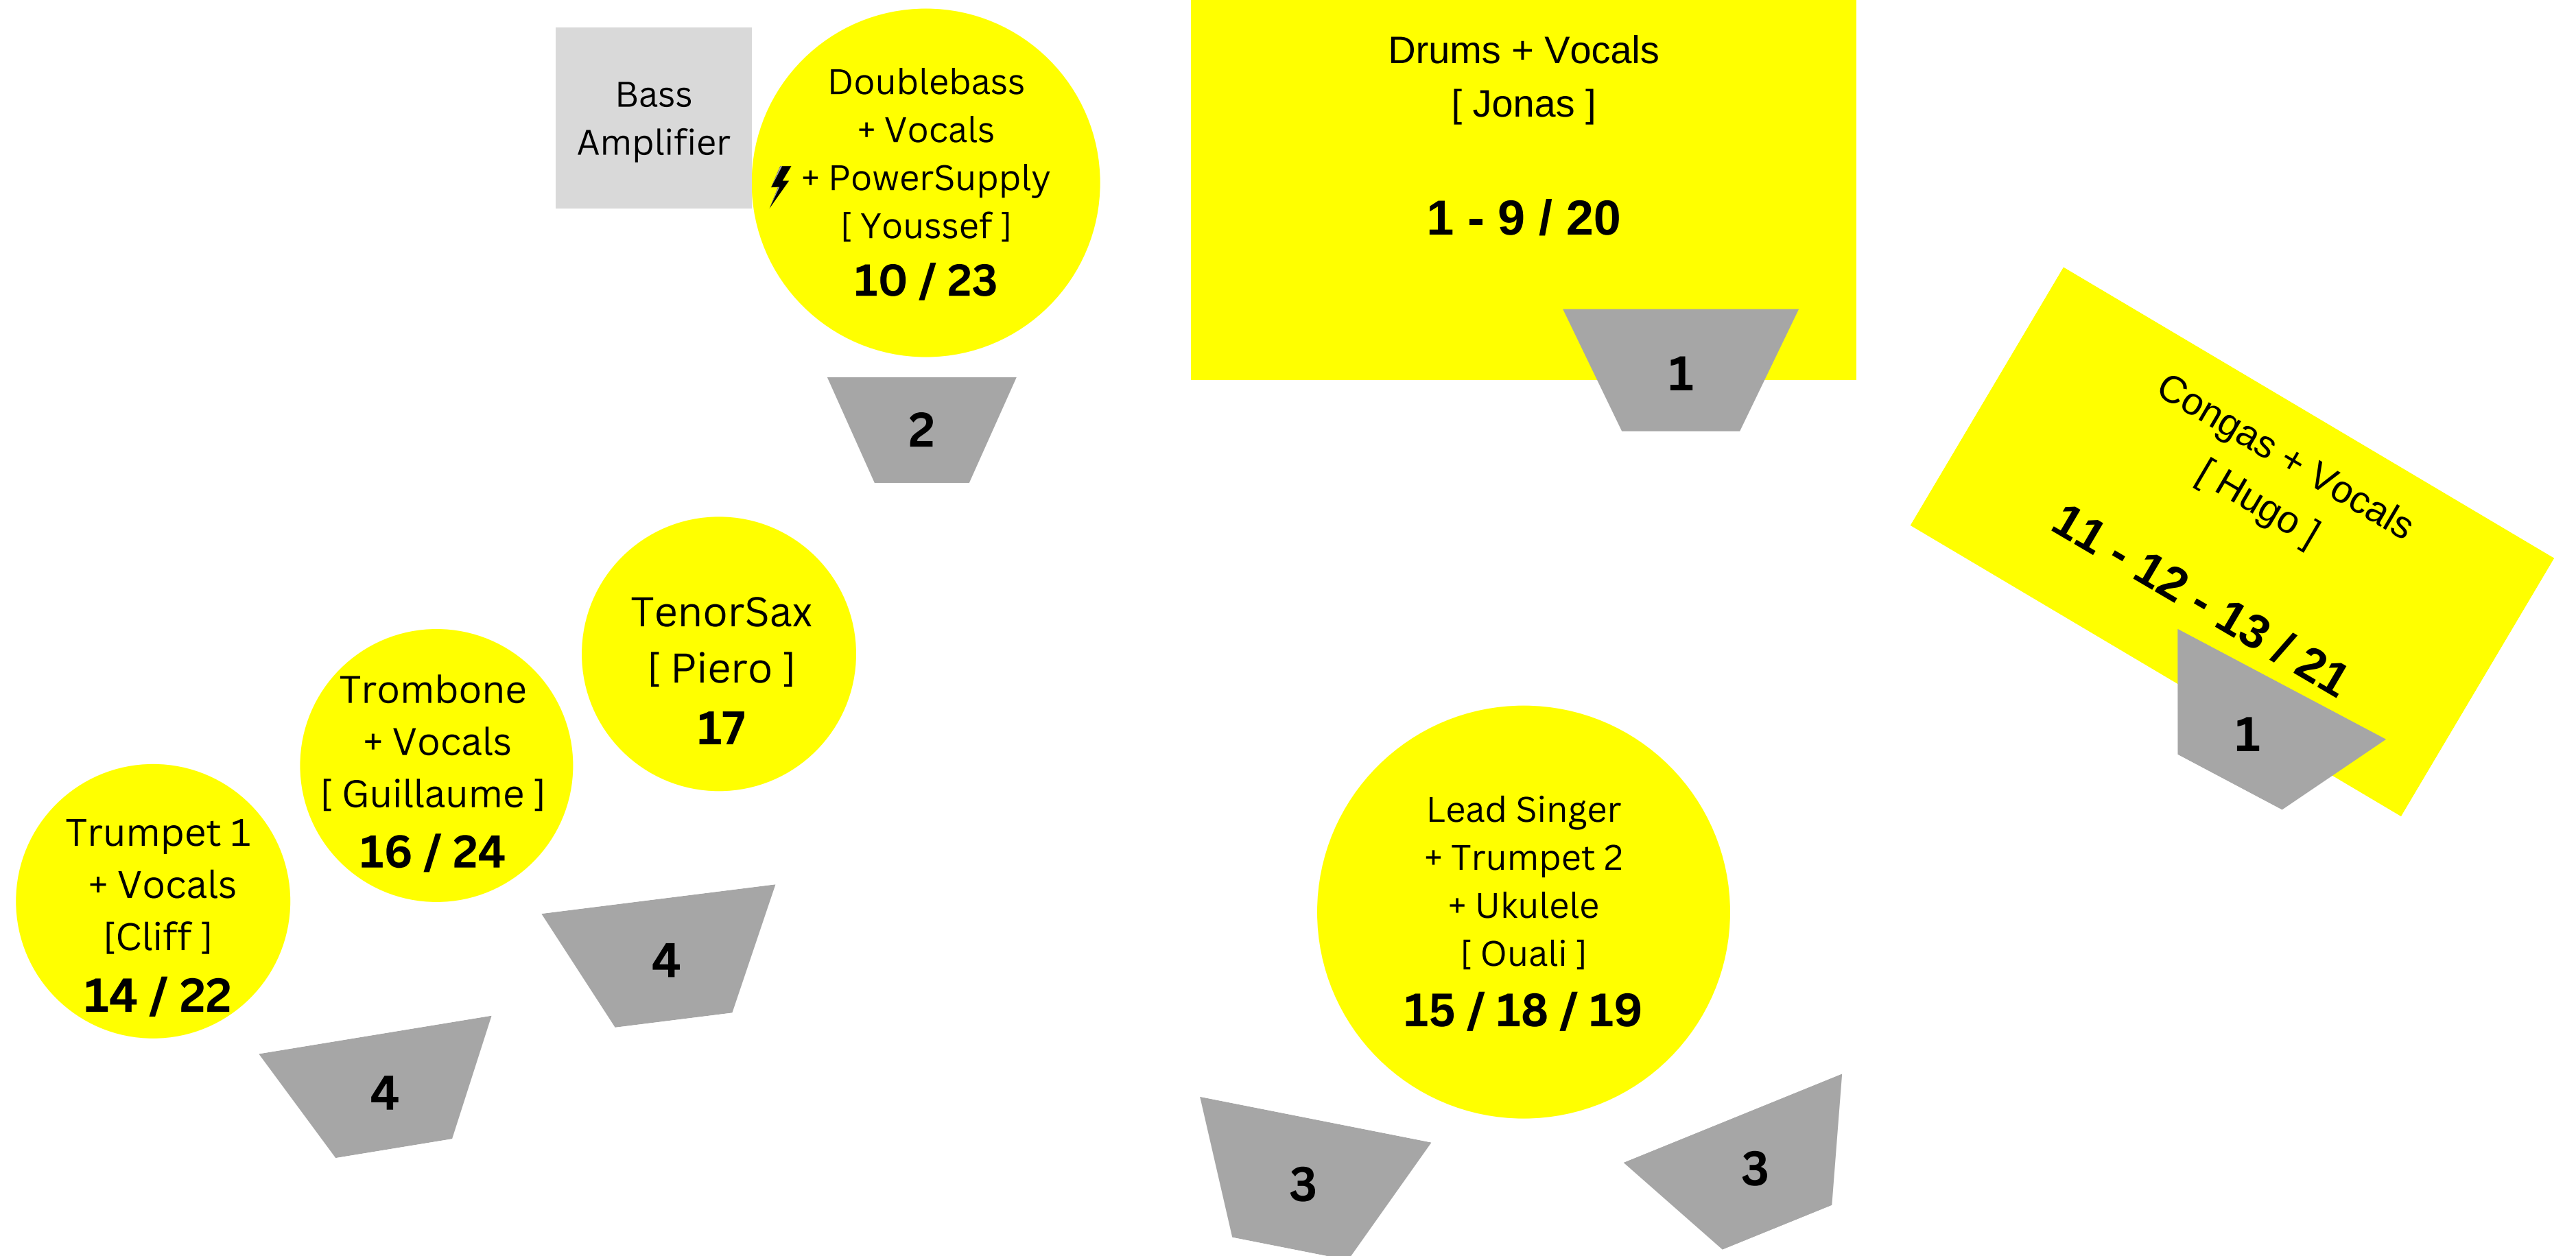 Bass
Amplifier
Doublebass
+ Vocals
+ PowerSupply
[ Youssef ]
10 / 23
2
Drums + Vocals
[ Jonas ]
1 - 9 / 20
1
Congas + Vocals
[ Hugo ]
11 - 12 - 13 / 21
1
TenorSax
[ Piero ]
17
Trombone
+ Vocals
[ Guillaume ]
16 / 24
4
Trumpet 1
+ Vocals
[Cliff ]
14 / 22
4
Lead Singer
+ Trumpet 2
+ Ukulele
[ Ouali ]
15 / 18 / 19
3
3